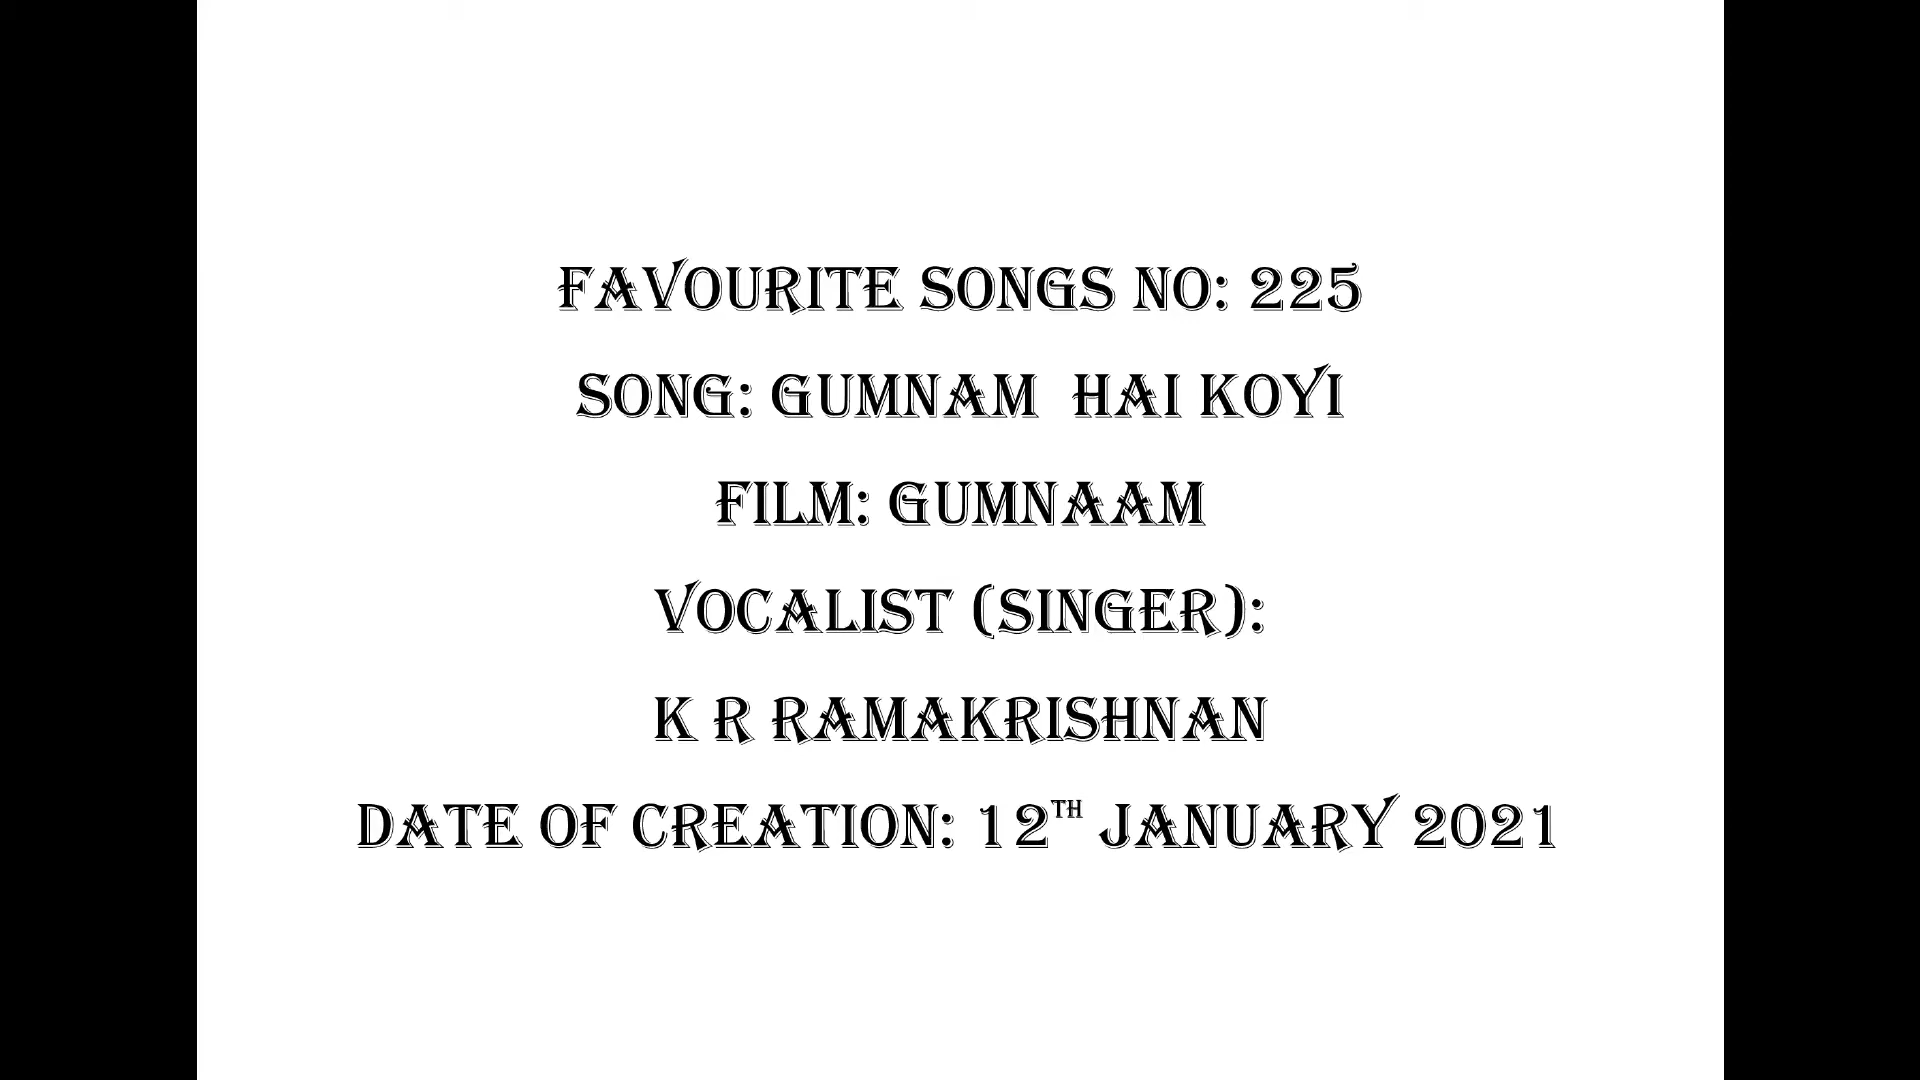 FAVOURITE SONGS NO: 225
SONG: GUMNAM  HAI KOYI
FILM: GUMNAAM
VOCALIST (SINGER):
K R RAMAKRISHNAN
DATE OF CREATION: 12TH JANUARY 2021